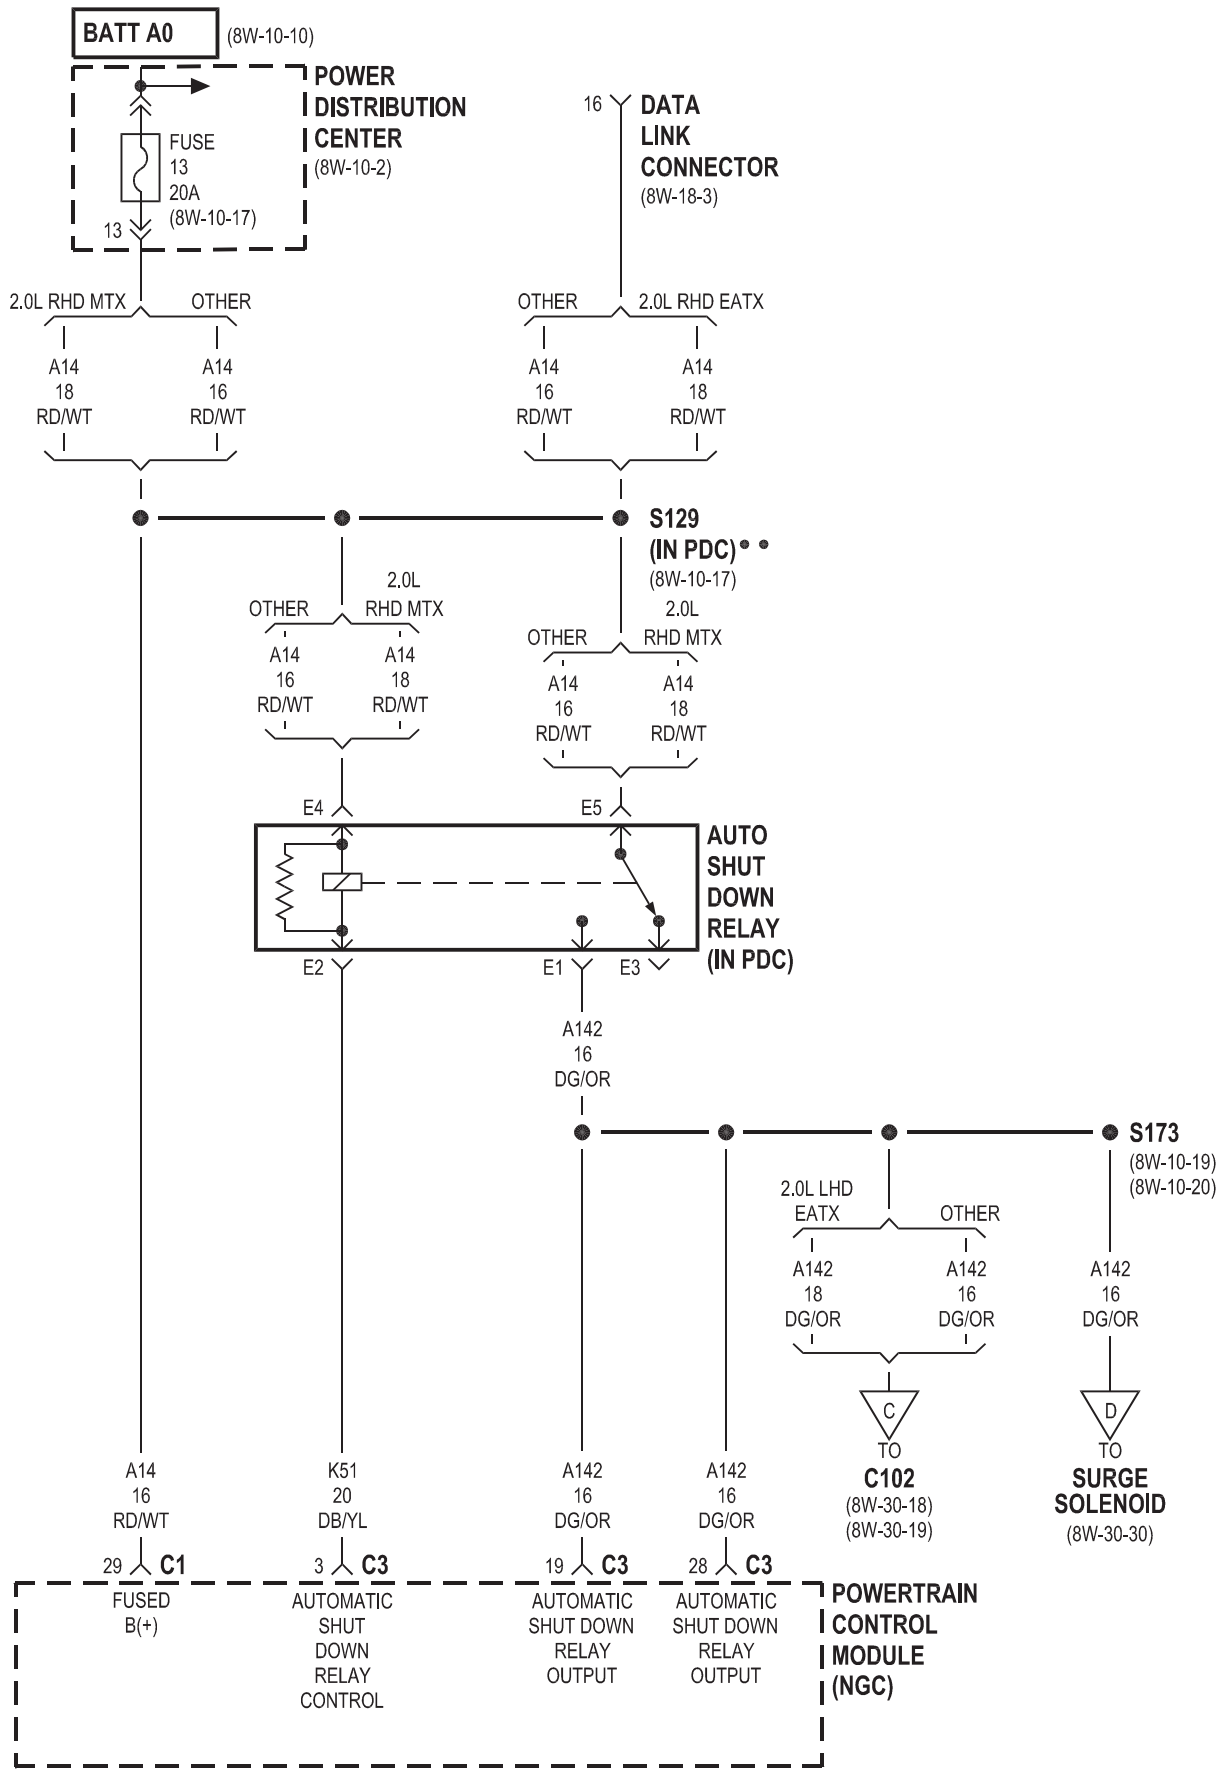 BATT A0
(8W-10-10)
POWER
DISTRIBUTION
CENTER
(8W-10-2)
FUSE
13
20A
(8W-10-17)
13
16
DATA
LINK
CONNECTOR
(8W-18-3)
2.0L RHD MTX
OTHER
A14
18
RD/WT
A14
16
RD/WT
OTHER
2.0L RHD EATX
A14
16
RD/WT
A14
18
RD/WT
S129
(IN PDC)
(8W-10-17)
OTHER
2.0L
RHD MTX
A14
16
RD/WT
A14
18
RD/WT
OTHER
2.0L
RHD MTX
A14
16
RD/WT
A14
18
RD/WT
E4
E5
AUTO
SHUT
DOWN
RELAY
(IN PDC)
E2
E1
E3
A142
16
DG/OR
S173
(8W-10-19)
(8W-10-20)
2.0L LHD
EATX
OTHER
A142
18
DG/OR
A142
16
DG/OR
A142
16
DG/OR
C
TO
C102
(8W-30-18)
(8W-30-19)
D
TO
SURGE
SOLENOID
(8W-30-30)
A14
16
RD/WT
K51
20
DB/YL
A142
16
DG/OR
A142
16
DG/OR
29
C1
3
C3
19
C3
28
C3
FUSED
B(+)
AUTOMATIC
SHUT
DOWN
RELAY
CONTROL
AUTOMATIC
SHUT DOWN
RELAY
OUTPUT
AUTOMATIC
SHUT DOWN
RELAY
OUTPUT
POWERTRAIN
CONTROL
MODULE
(NGC)